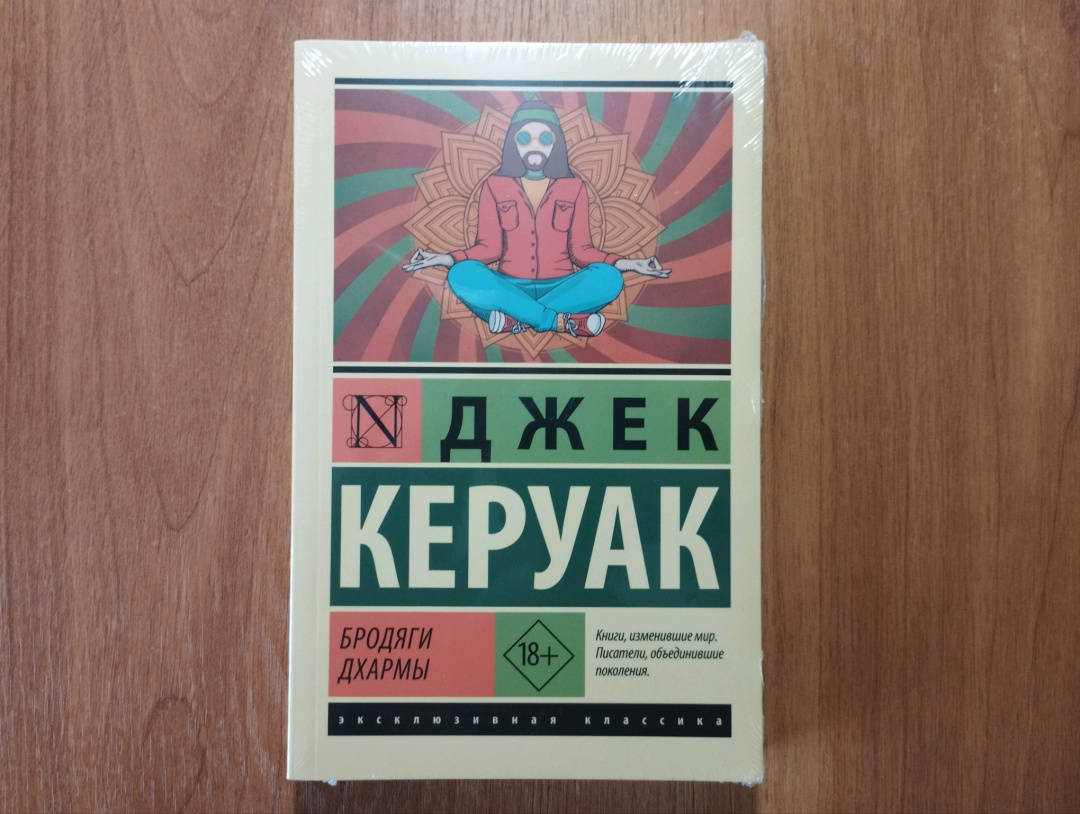 N
ДЖЕК
КЕРУАК
БРОДЯГИ
ДХАРМЫ
18+
Книги, изменившие мир.
Писатели, объединившие
поколения.
эксклюзивная классика